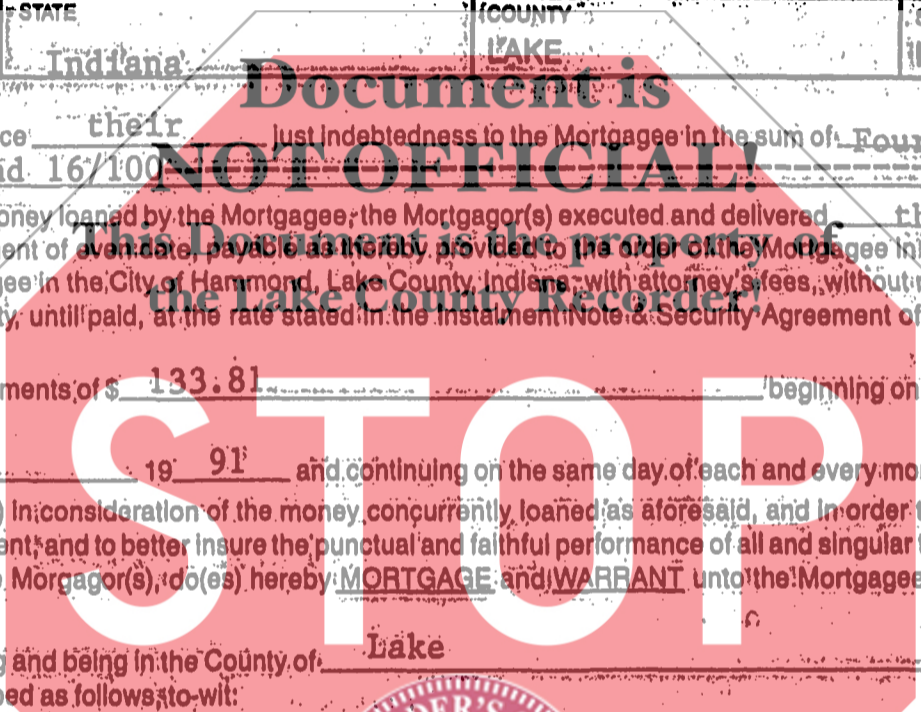 STATE COUNTY
Indiana LAKE
Document is
ce their just indebtedness to the Mortgagee in the sum of Four
NOT OFFICIAL!
nd 16/100
oney loaned by the Mortgagee, the Mortgagor(s) executed and delivered
This Document is the property of
ent of even date, payable as thereby provided to the order of the Mortgagee in
the Lake County Recorder!
gee in the City of Hammond, Lake County, Indiana, with attorney's fees, without
ty, until paid, at the rate stated in the Instalment Note & Security Agreement of
ments of $ 133.81 beginning on
STOP
19 91 and continuing on the same day of each and every mo
) in consideration of the money concurrently loaned as aforesaid, and in order
ent, and to better insure the punctual and faithful performance of all and singular
Morgagor(s), do(es) hereby MORTGAGE and WARRANT unto the Mortgagee
g and being in the County of Lake
bed as follows, to-wit:
DER'S